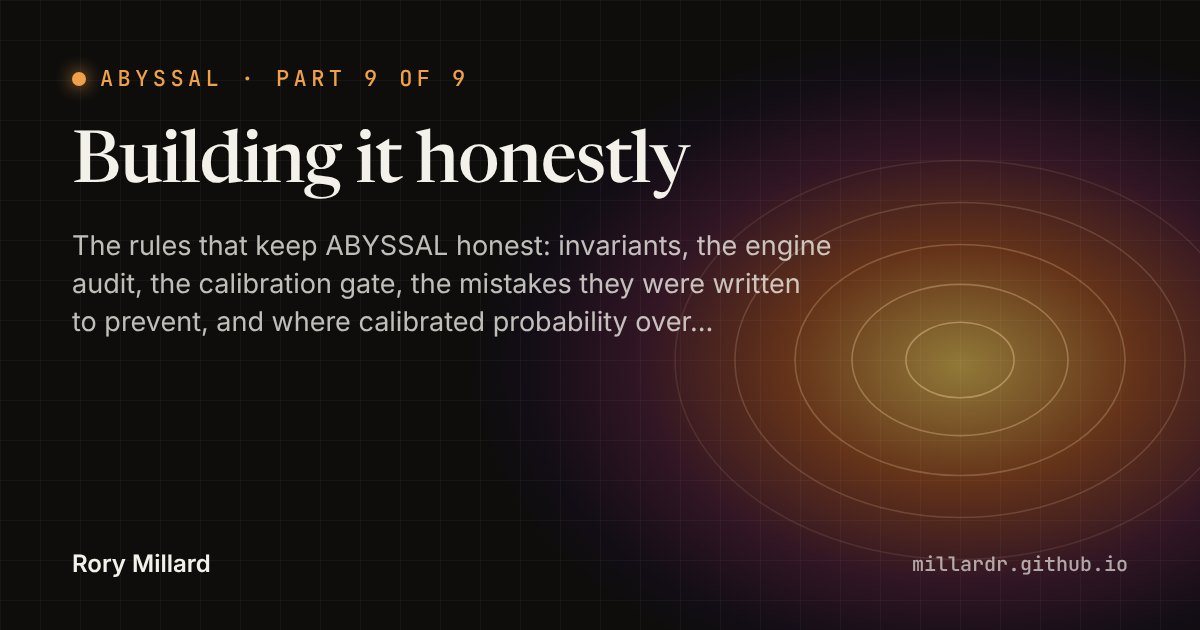 ABYSSAL · PART 9 OF 9
Building it honestly
The rules that keep ABYSSAL honest: invariants, the engine
audit, the calibration gate, the mistakes they were written
to prevent, and where calibrated probability over...
Rory Millard
millardr.github.io